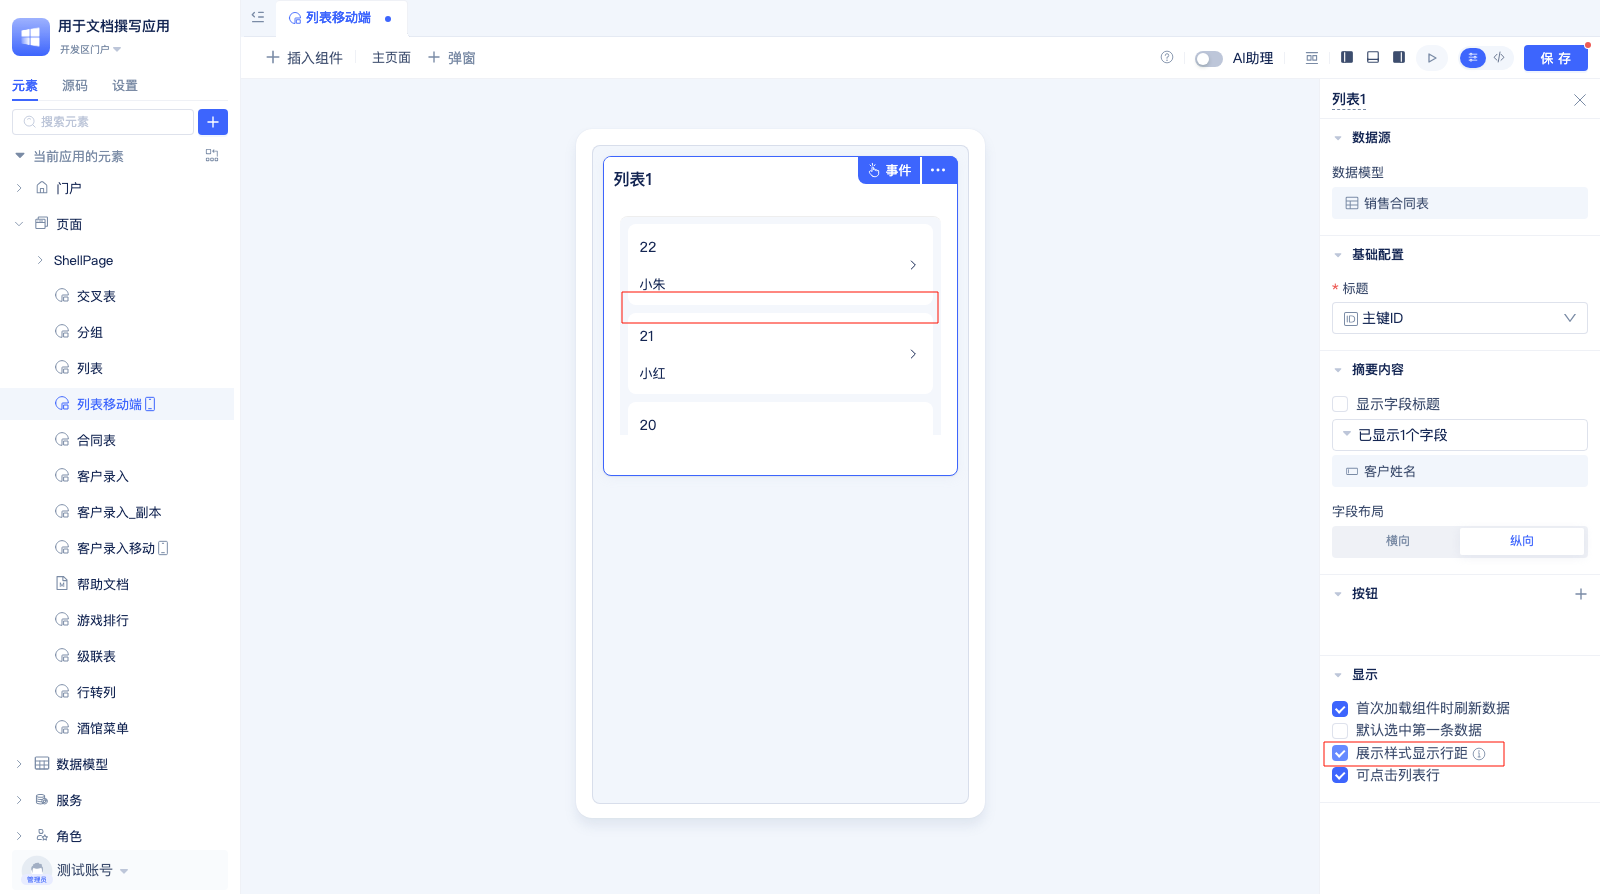 用于文档撰写应用
开发区门户
元素 源码 设置
搜索元素
当前应用的元素
门户
页面
ShellPage
交叉表
分组
列表
列表移动端
合同表
客户录入
客户录入_副本
客户录入移动
帮助文档
游戏排行
级联表
行转列
酒馆菜单
数据模型
服务
角色
管理员
测试账号
列表移动端
插入组件 主页面 弹窗
AI助理
保 存
列表1
事件
22
小朱
21
小红
20
列表1
数据源
数据模型
销售合同表
基础配置
* 标题
ID 主键ID
摘要内容
显示字段标题
已显示1个字段
客户姓名
字段布局
横向 纵向
按钮
显示
首次加载组件时刷新数据
默认选中第一条数据
展示样式显示行距
可点击列表行